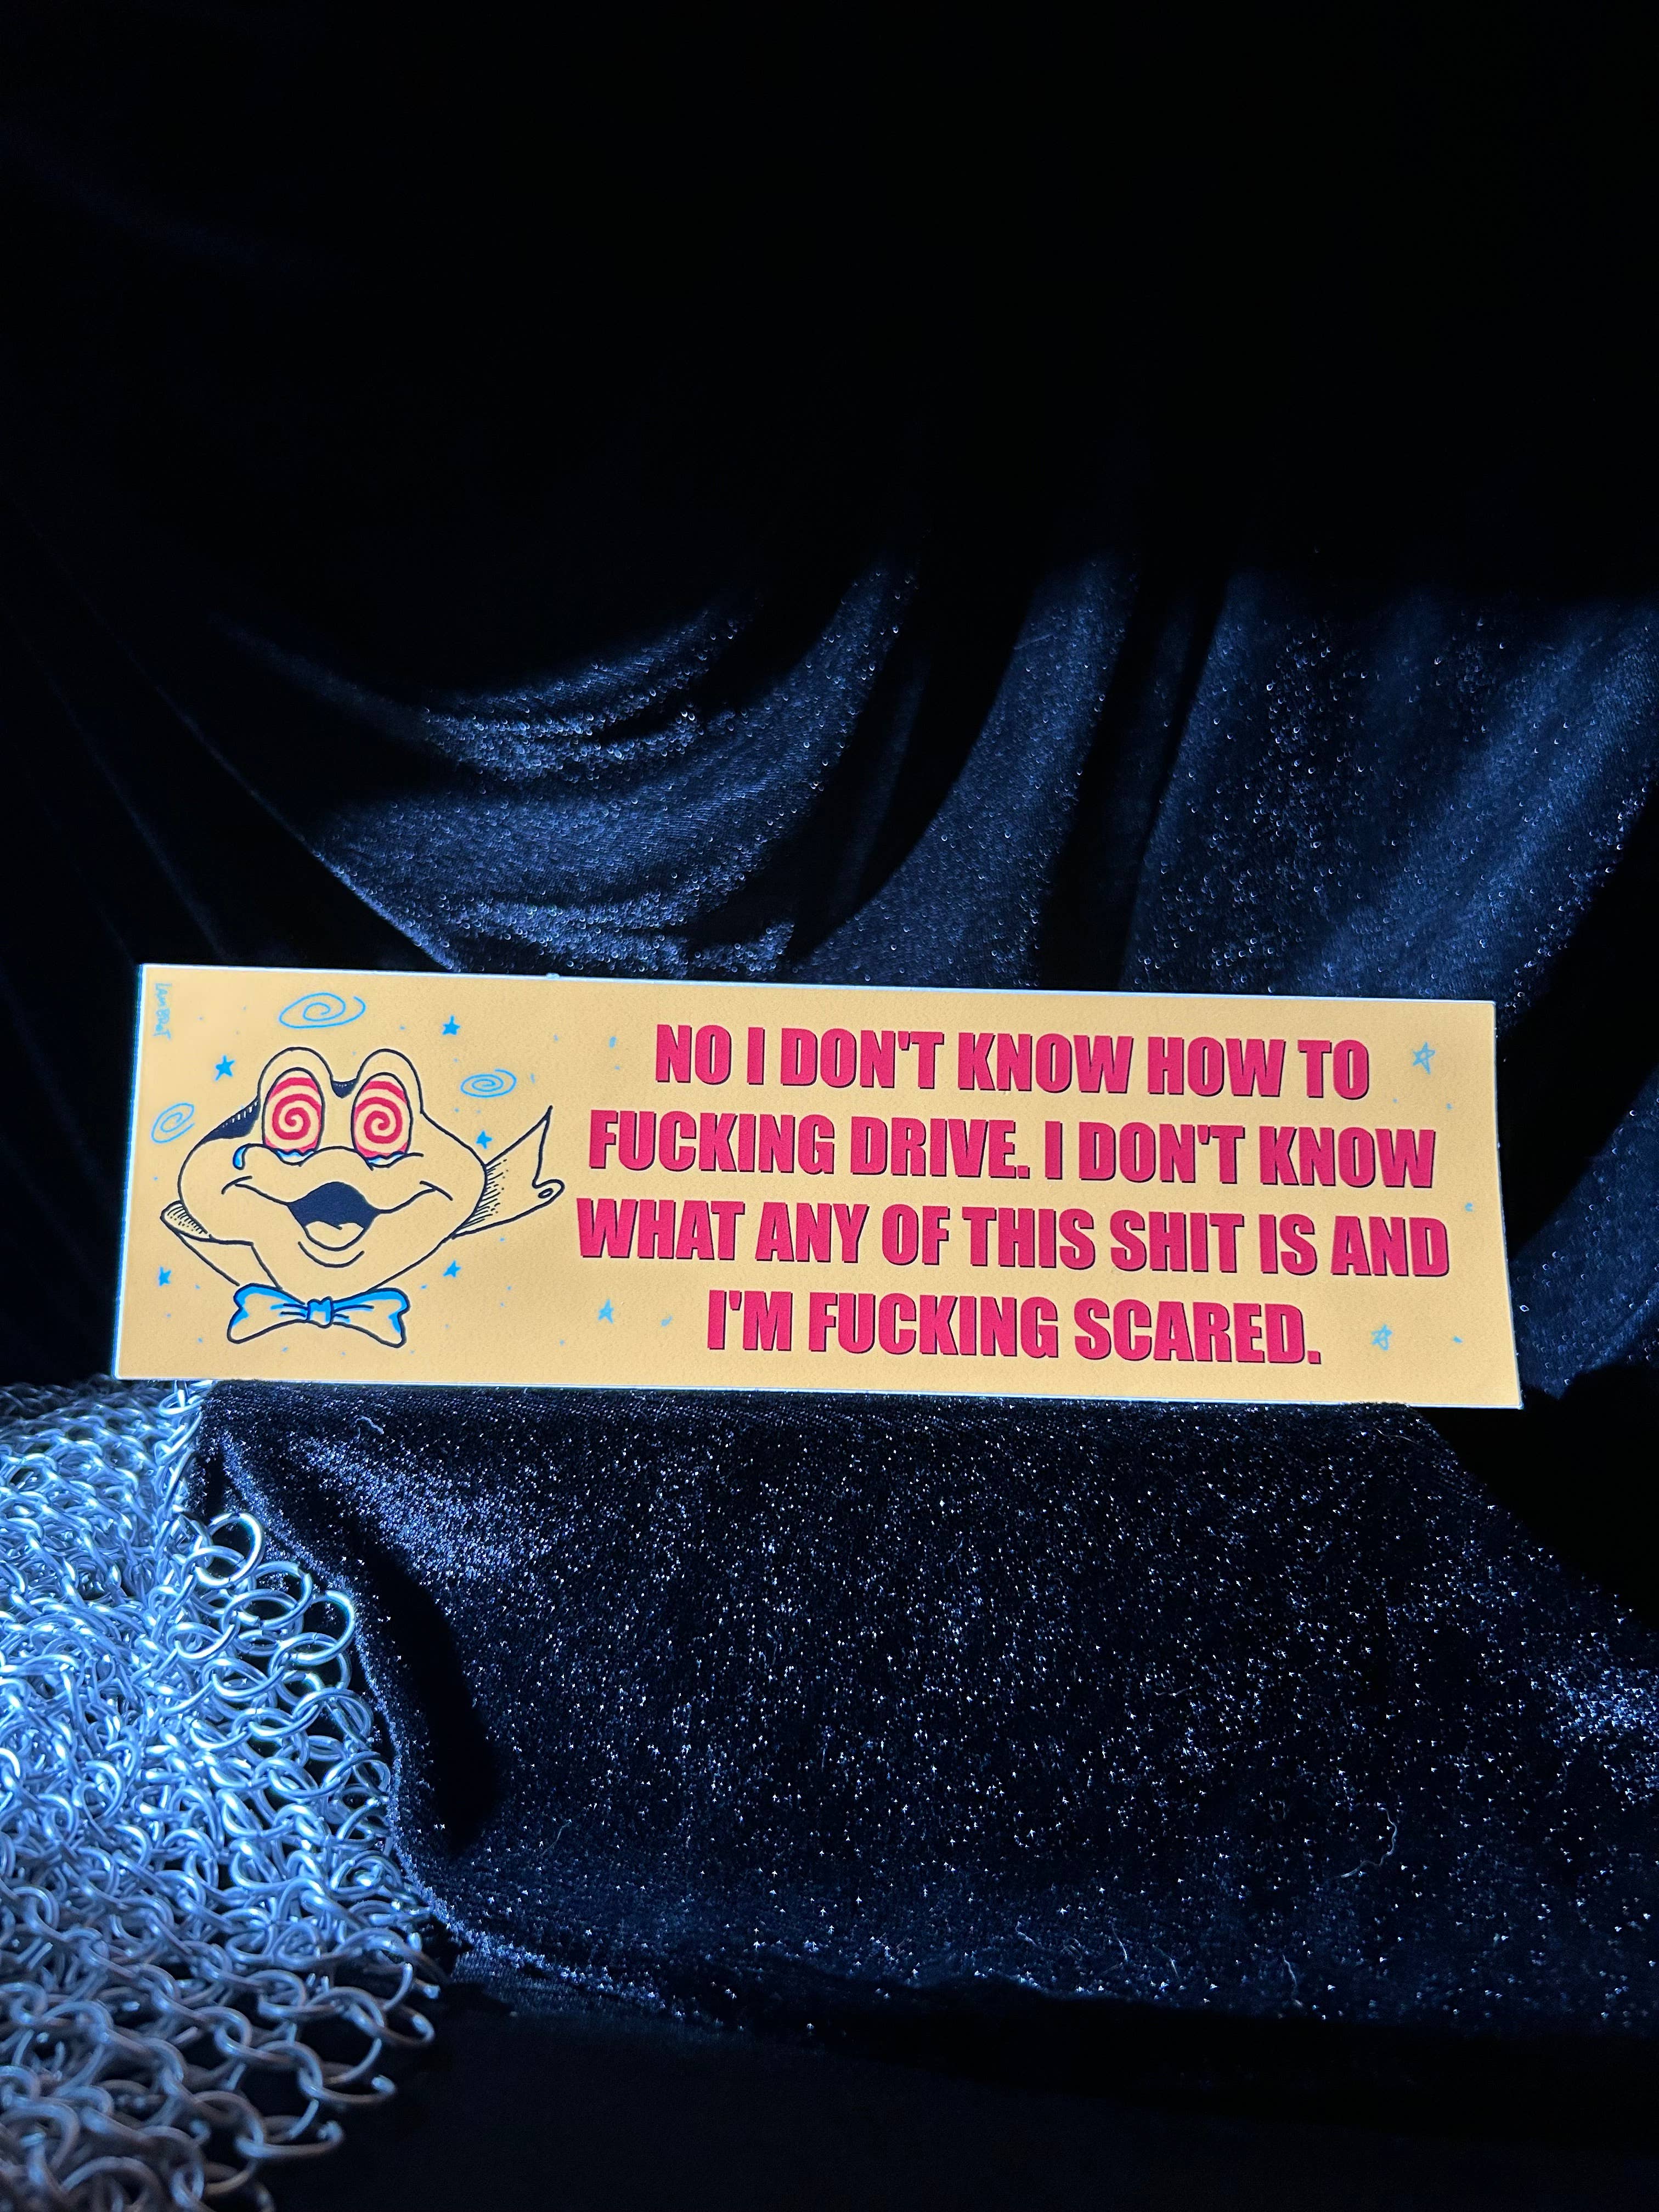 NO I DON'T KNOW HOW TO
FUCKING DRIVE. I DON'T KNOW
WHAT ANY OF THIS SHIT IS AND
I'M FUCKING SCARED.